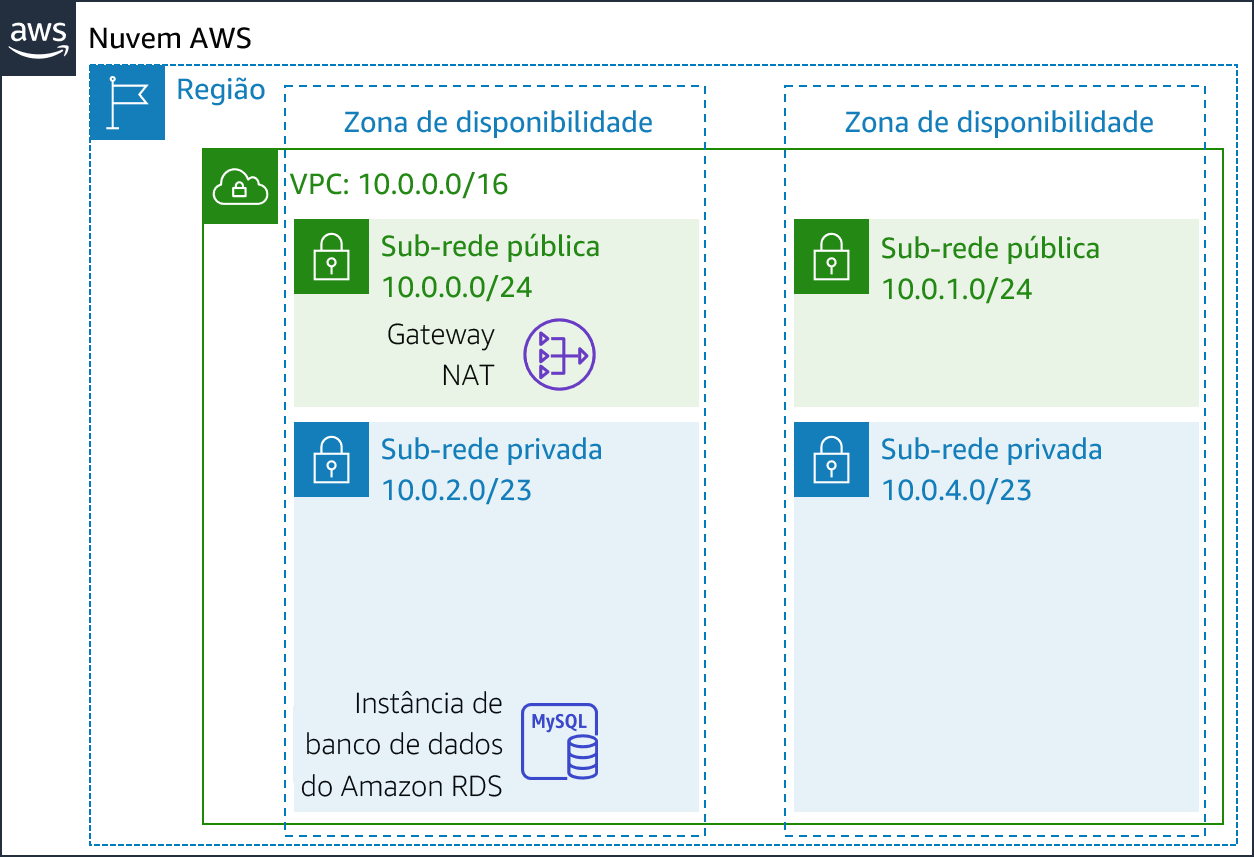 aws
Nuvem AWS
Região
Zona de disponibilidade
Zona de disponibilidade
VPC: 10.0.0.0/16
Sub-rede pública
10.0.0.0/24
Gateway
NAT
Sub-rede pública
10.0.1.0/24
Sub-rede privada
10.0.2.0/23
Instância de
banco de dados
do Amazon RDS
MySQL
Sub-rede privada
10.0.4.0/23